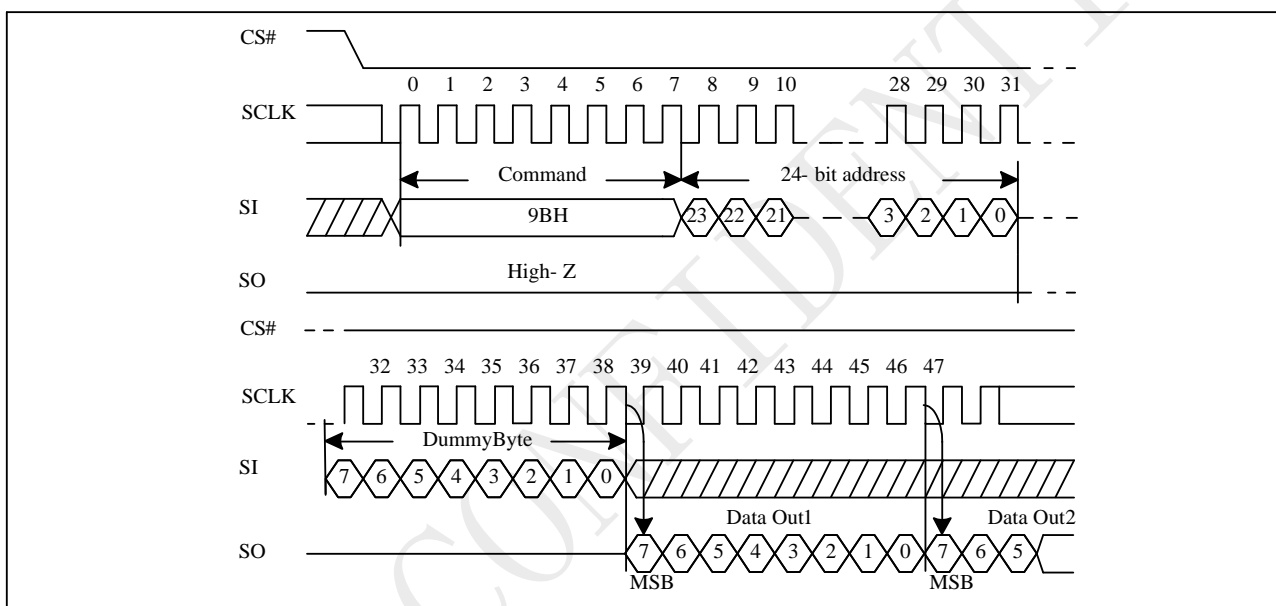 CS#
0 1 2 3 4 5 6 7 8 9 10 28 29 30 31
SCLK
Command 24- bit address
SI 9BH 23 22 21 3 2 1 0
High- Z
SO
CS#
32 33 34 35 36 37 38 39 40 41 42 43 44 45 46 47
SCLK
DummyByte
SI 7 6 5 4 3 2 1 0
Data Out1 Data Out2
SO 7 6 5 4 3 2 1 0 7 6 5
MSB MSB
CONFIDENT